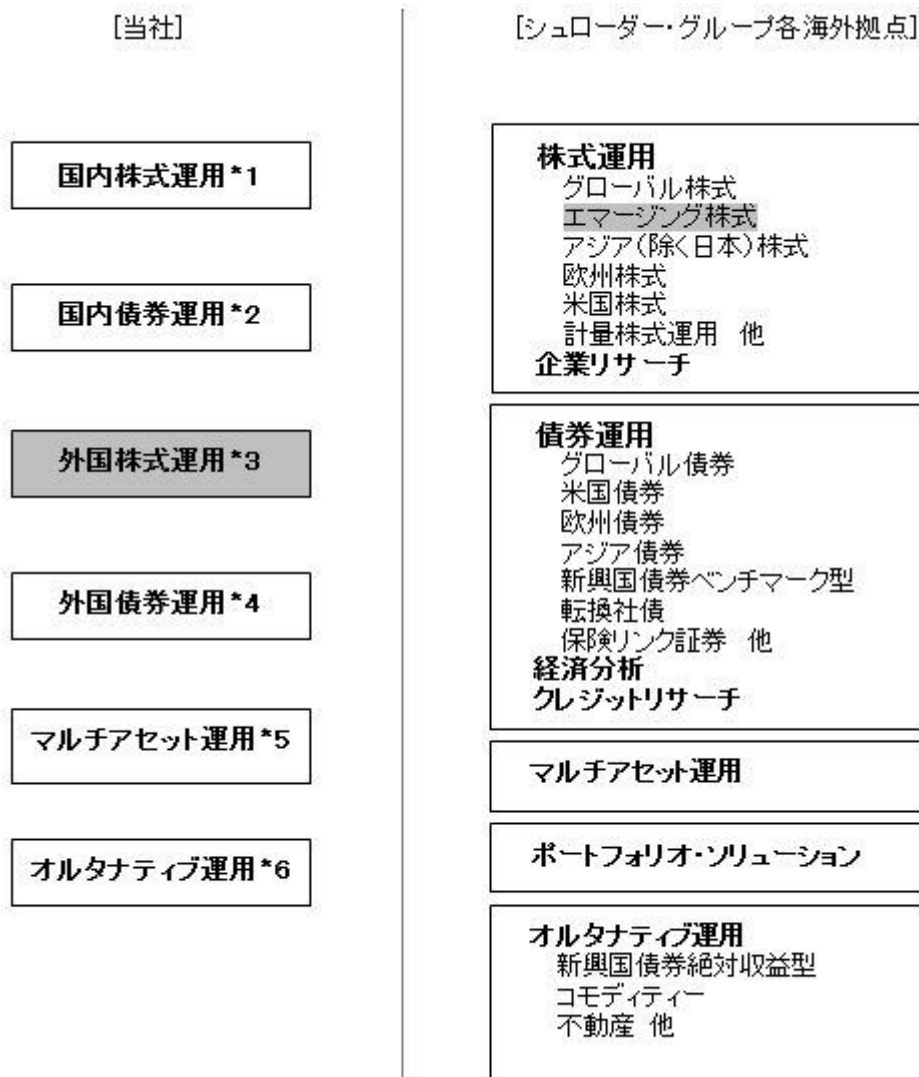 [当社]
国内株式運用*1
国内債券運用*2
外国株式運用*3
外国債券運用*4
マルチアセット運用*5
オルタナティブ運用*6
[シュローダー・グループ各海外拠点]
株式運用
グローバル株式
エマージング株式
アジア(除く日本)株式
欧州株式
米国株式
計量株式運用 他
企業リサーチ
債券運用
グローバル債券
米国債券
欧州債券
アジア債券
新興国債券ベンチマーク型
転換社債
保険リンク証券 他
経済分析
クレジットリサーチ
マルチアセット運用
ポートフォリオ・ソリューション
オルタナティブ運用
新興国債券絶対収益型
コモディティー
不動産 他